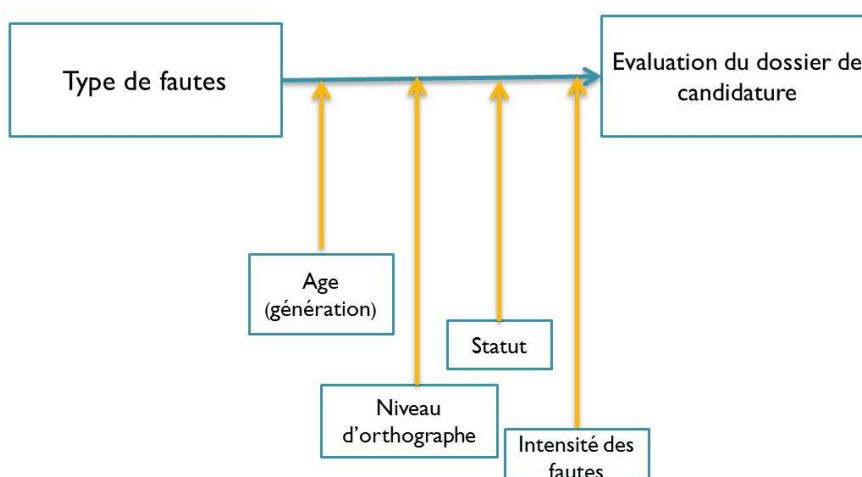 Type de fautes
Evaluation du dossier de
candidature
Age
(génération)
Statut
Niveau
d'orthographe
Intensité des
fautes